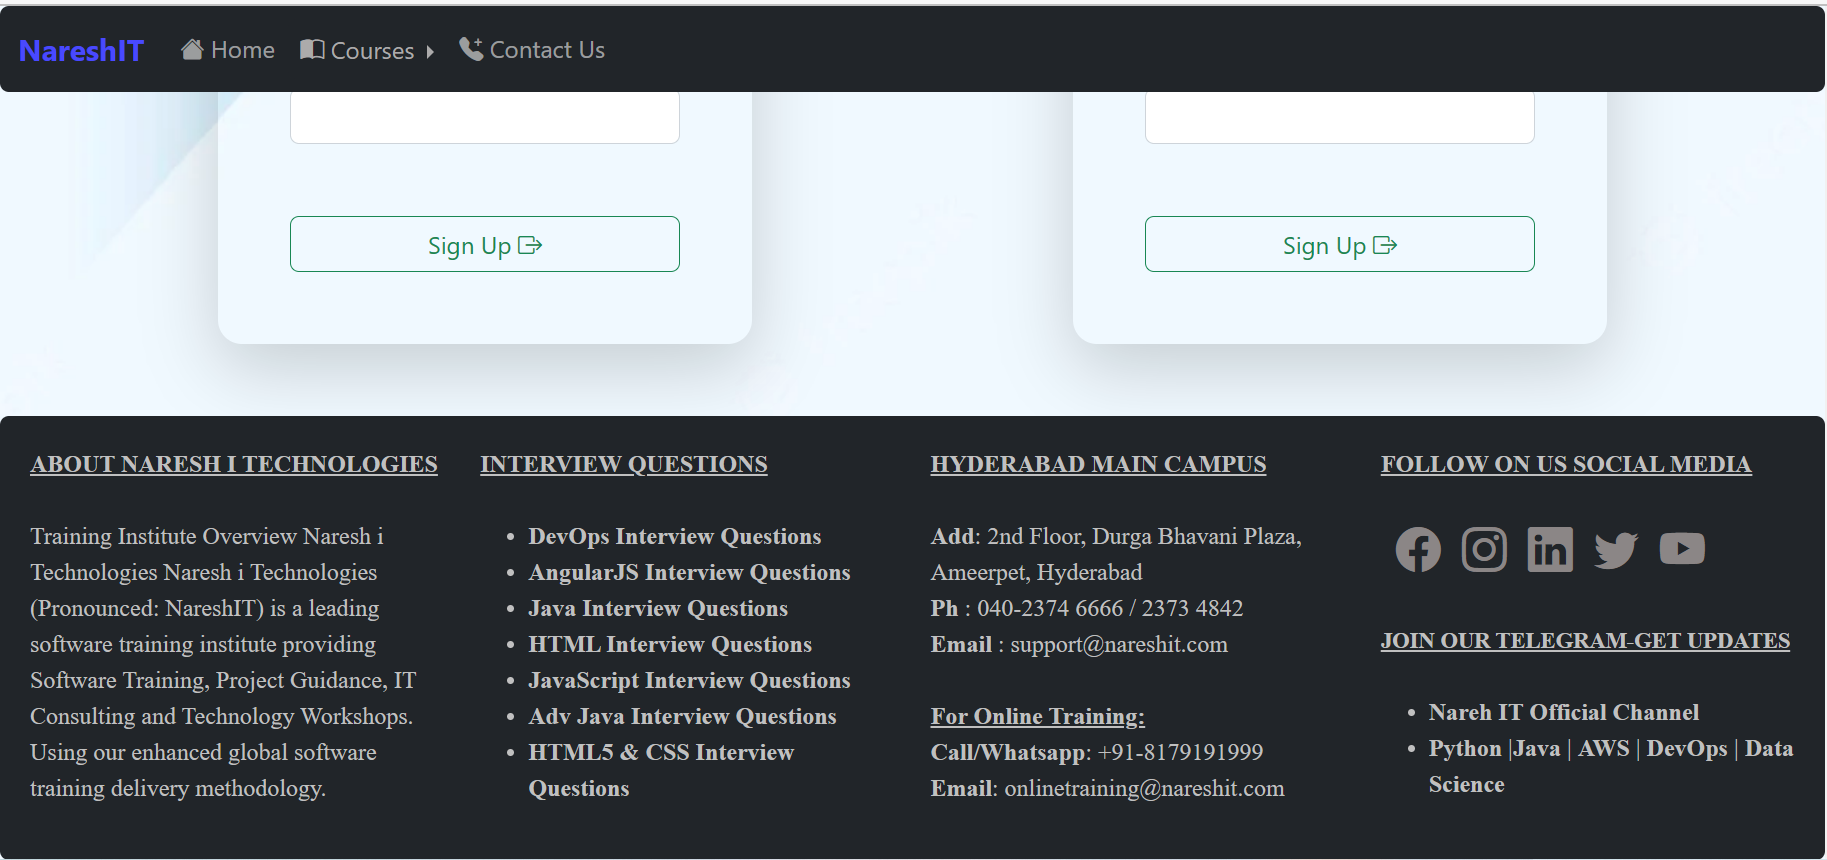 NareshIT Home Courses Contact Us
Sign Up
Sign Up
ABOUT NARESH I TECHNOLOGIES
Training Institute Overview Naresh i
Technologies Naresh i Technologies
(Pronounced: NareshIT) is a leading
software training institute providing
Software Training, Project Guidance, IT
Consulting and Technology Workshops.
Using our enhanced global software
training delivery methodology.
INTERVIEW QUESTIONS
• DevOps Interview Questions
• AngularJS Interview Questions
• Java Interview Questions
• HTML Interview Questions
• JavaScript Interview Questions
• Adv Java Interview Questions
• HTML5 & CSS Interview
Questions
HYDERABAD MAIN CAMPUS
Add: 2nd Floor, Durga Bhavani Plaza,
Ameerpet, Hyderabad
Ph : 040-2374 6666 / 2373 4842
Email : support@nareshit.com
For Online Training:
Call/Whatsapp: +91-8179191999
Email: onlinetraining@nareshit.com
FOLLOW ON US SOCIAL MEDIA
JOIN OUR TELEGRAM-GET UPDATES
• Nareh IT Official Channel
• Python |Java | AWS | DevOps | Data
Science